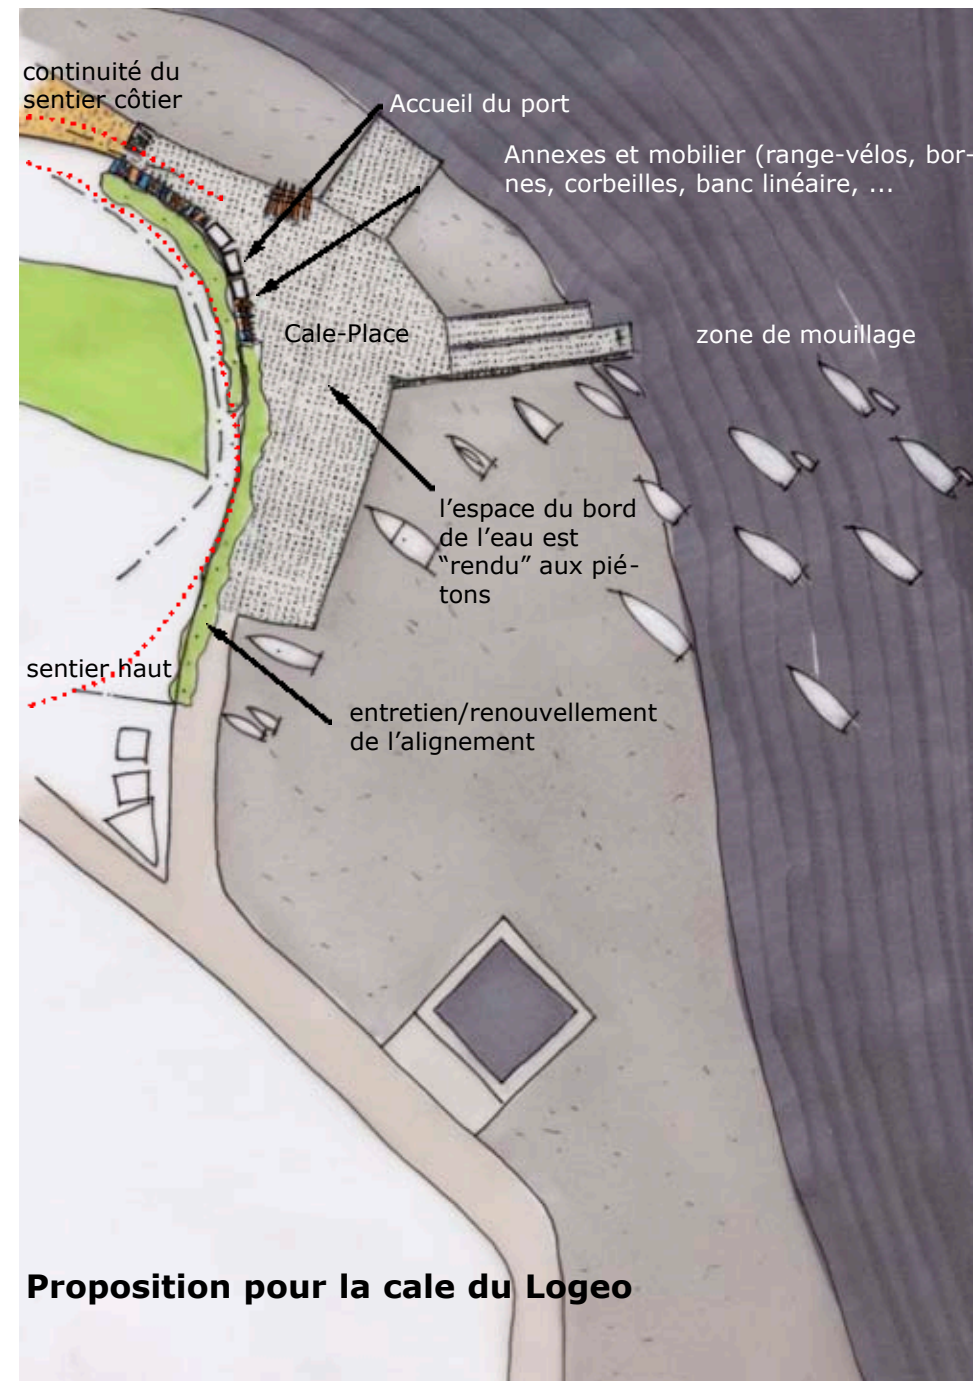 continuité du
sentier côtier
Accueil du port
Annexes et mobilier (range-vélos, bor-
nes, corbeilles, banc linéaire, ...
Cale-Place
zone de mouillage
l’espace du bord
de l’eau est
“rendu” aux pié-
tons
sentier haut
entretien/renouvellement
de l’alignement
Proposition pour la cale du Logeo